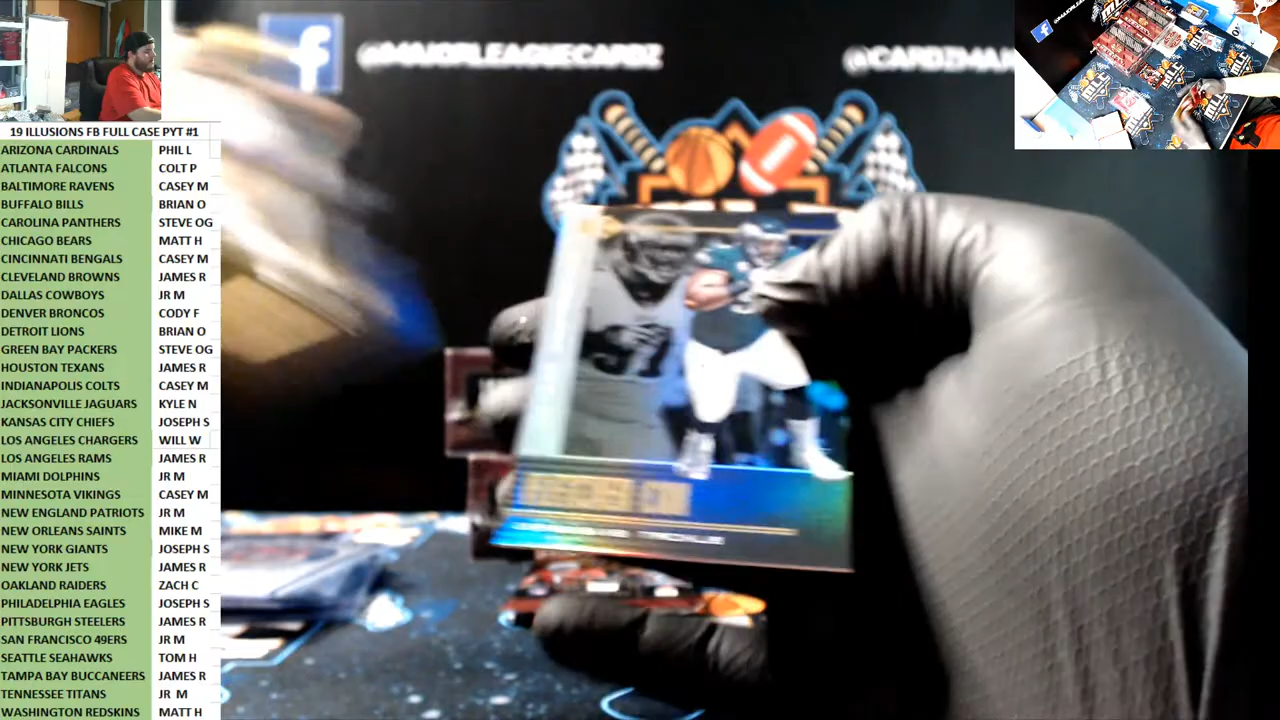 @MAJORLEAGUECARDZ
@CARDZMA
19 ILLUSIONS FB FULL CASE PYT #1
ARIZONA CARDINALS PHIL L
ATLANTA FALCONS COLT P
BALTIMORE RAVENS CASEY M
BUFFALO BILLS BRIAN O
CAROLINA PANTHERS STEVE OG
CHICAGO BEARS MATT H
CINCINNATI BENGALS CASEY M
CLEVELAND BROWNS JAMES R
DALLAS COWBOYS JR M
DENVER BRONCOS CODY F
DETROIT LIONS BRIAN O
GREEN BAY PACKERS STEVE OG
HOUSTON TEXANS JAMES R
INDIANAPOLIS COLTS CASEY M
JACKSONVILLE JAGUARS KYLE N
KANSAS CITY CHIEFS JOSEPH S
LOS ANGELES CHARGERS WILL W
LOS ANGELES RAMS JAMES R
MIAMI DOLPHINS JR M
MINNESOTA VIKINGS CASEY M
NEW ENGLAND PATRIOTS JR M
NEW ORLEANS SAINTS MIKE M
NEW YORK GIANTS JOSEPH S
NEW YORK JETS JAMES R
OAKLAND RAIDERS ZACH C
PHILADELPHIA EAGLES JOSEPH S
PITTSBURGH STEELERS JAMES R
SAN FRANCISCO 49ERS JR M
SEATTLE SEAHAWKS TOM H
TAMPA BAY BUCCANEERS JAMES R
TENNESSEE TITANS JR M
WASHINGTON REDSKINS MATT H